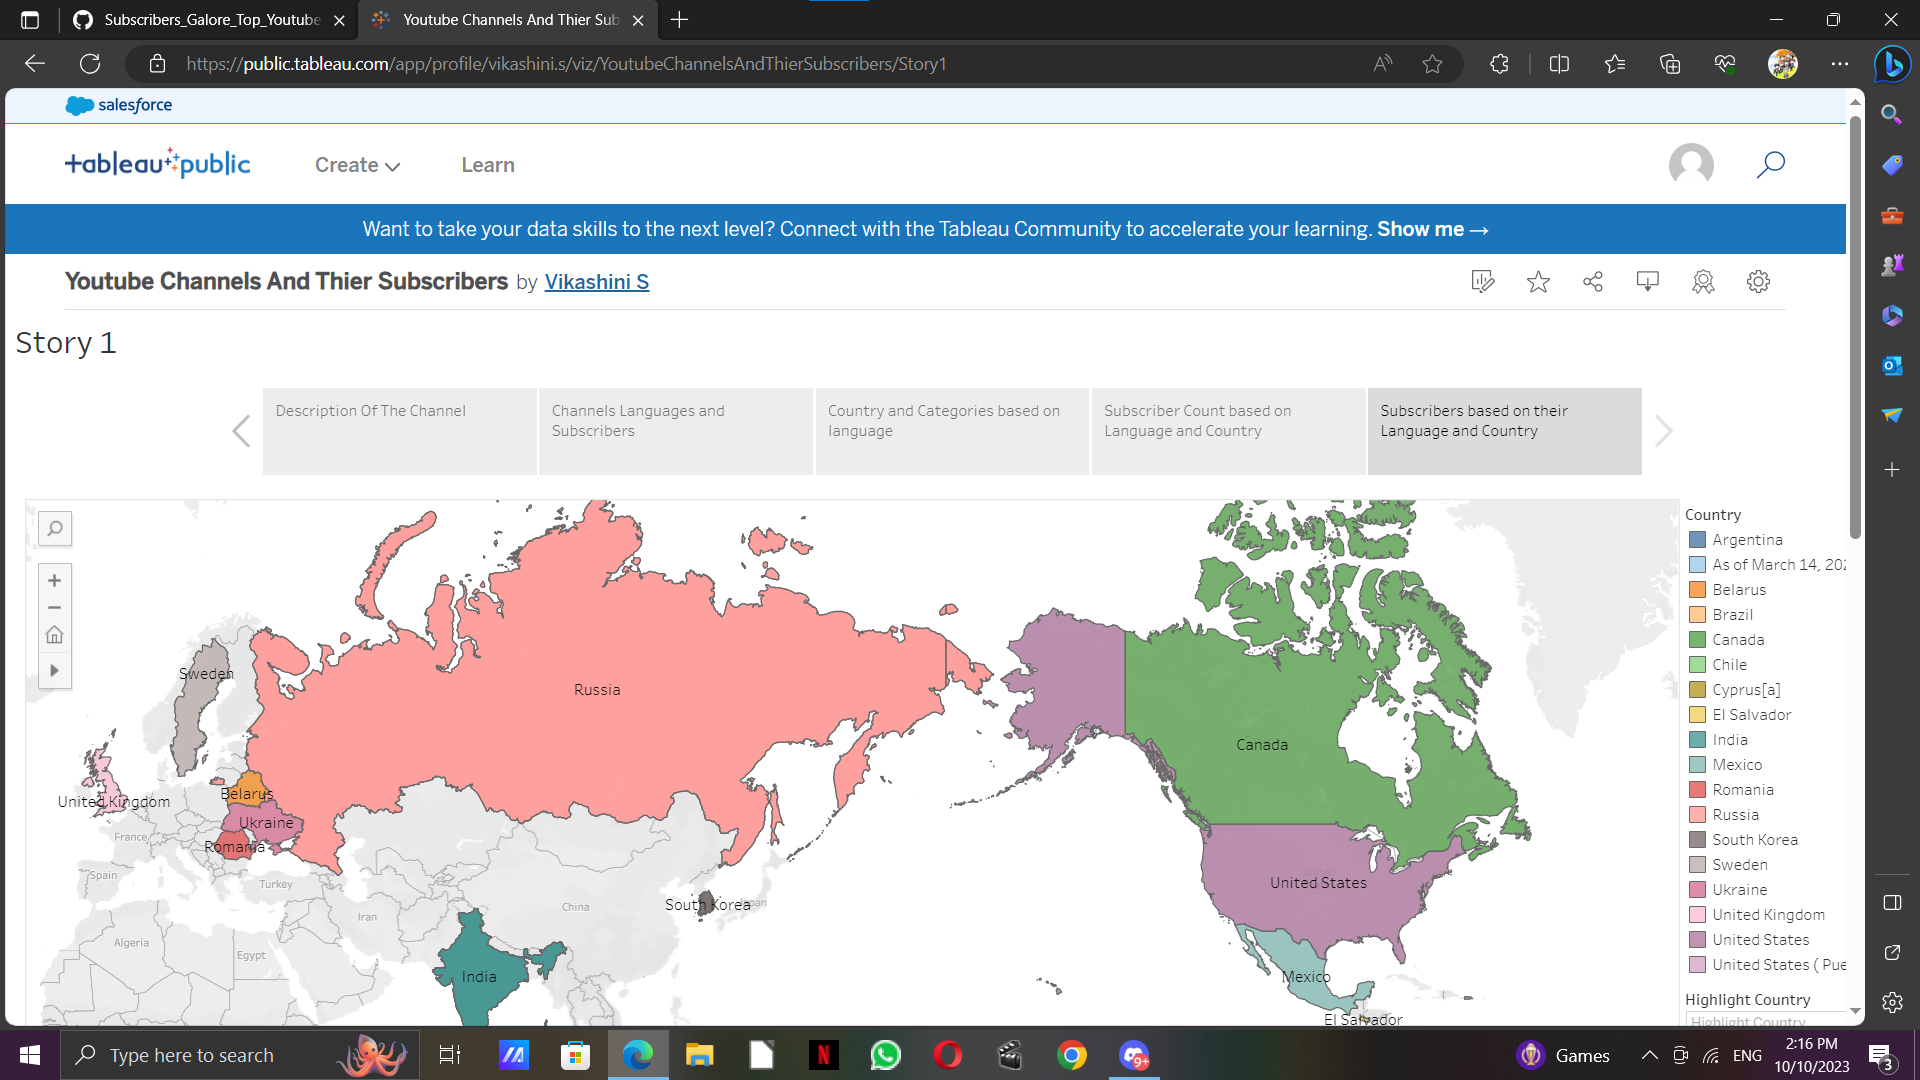 Subscribers_Galore_Top_Youtube
Youtube Channels And Thier Sub
https://public.tableau.com/app/profile/vikashini.s/viz/YoutubeChannelsAndThierSubscribers/Story1
salesforce
tableau public
Create
Learn
Want to take your data skills to the next level? Connect with the Tableau Community to accelerate your learning. Show me →
Youtube Channels And Thier Subscribers by Vikashini S
Story 1
Description Of The Channel
Channels Languages and
Subscribers
Country and Categories based on
language
Subscriber Count based on
Language and Country
Subscribers based on their
Language and Country
Sweden
Russia
Canada
United Kingdom
Belarus
Ukraine
France
Romania
Spain
Turkey
United States
South Korea
China
Iran
Algeria
Egypt
India
Mexico
El Salvador
Country
Argentina
As of March 14, 202
Belarus
Brazil
Canada
Chile
Cyprus[a]
El Salvador
India
Mexico
Romania
Russia
South Korea
Sweden
Ukraine
United Kingdom
United States
United States ( Pue
Highlight Country
Highlight Country
Type here to search
9+
Games
ENG
2:16 PM
10/10/2023
3